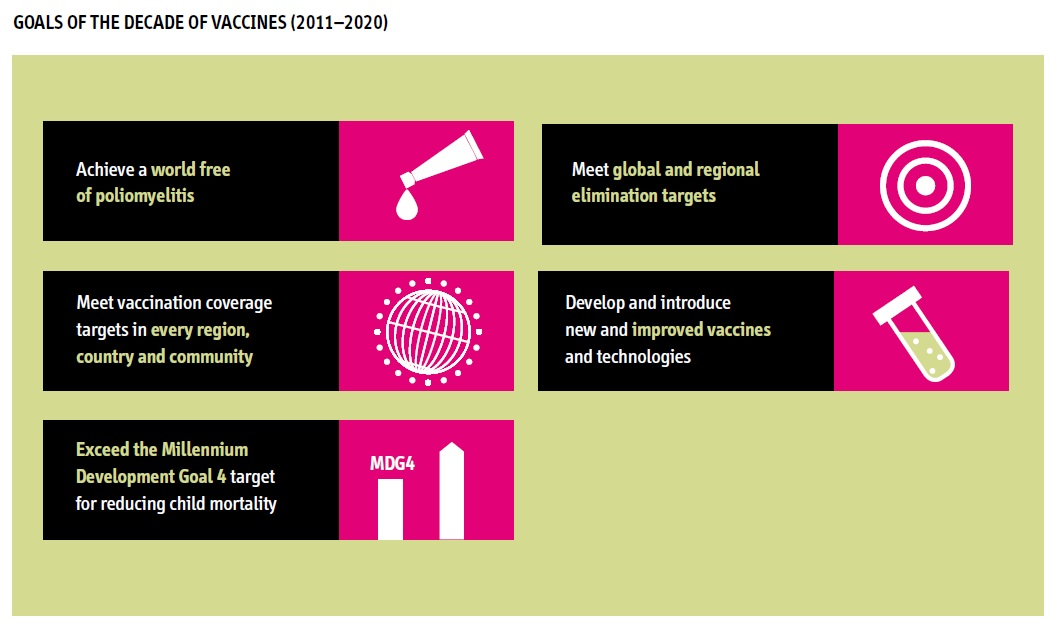 GOALS OF THE DECADE OF VACCINES (2011–2020)
Achieve a world free
of poliomyelitis
Meet global and regional
elimination targets
Meet vaccination coverage
targets in every region,
country and community
Develop and introduce
new and improved vaccines
and technologies
Exceed the Millennium
Development Goal 4 target
for reducing child mortality
MDG4